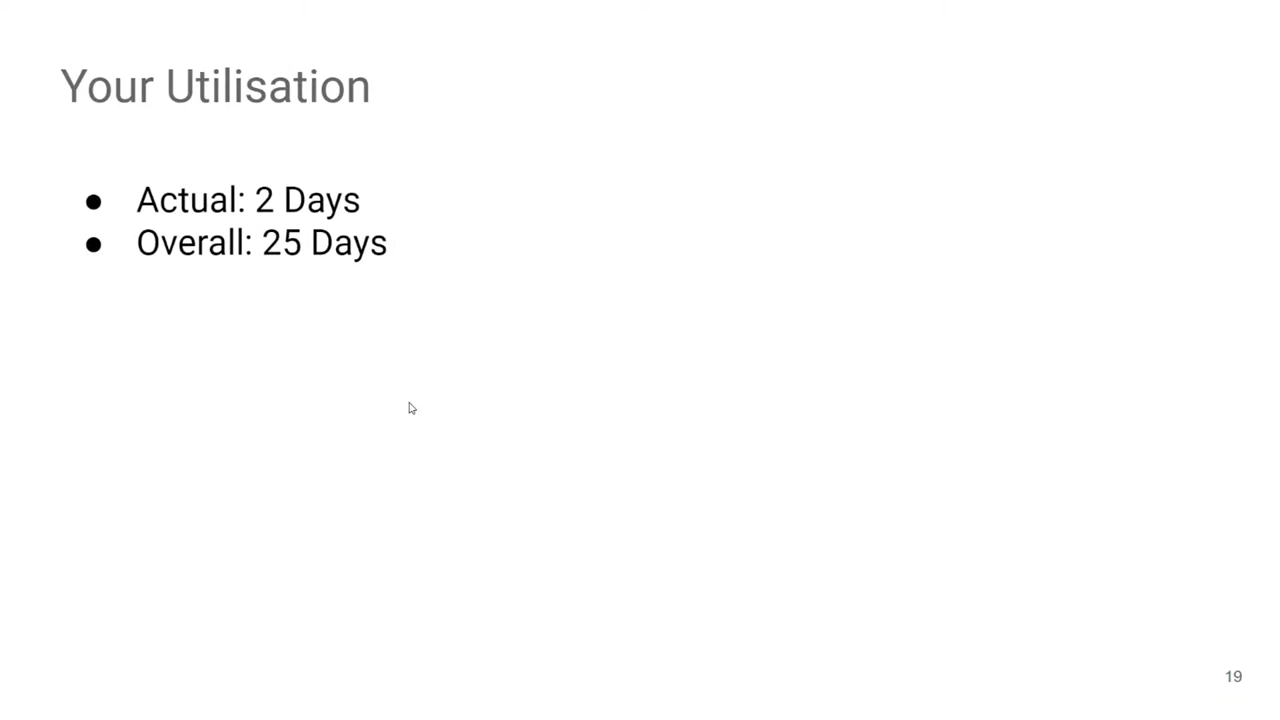 Your Utilisation
● Actual: 2 Days
● Overall: 25 Days
19